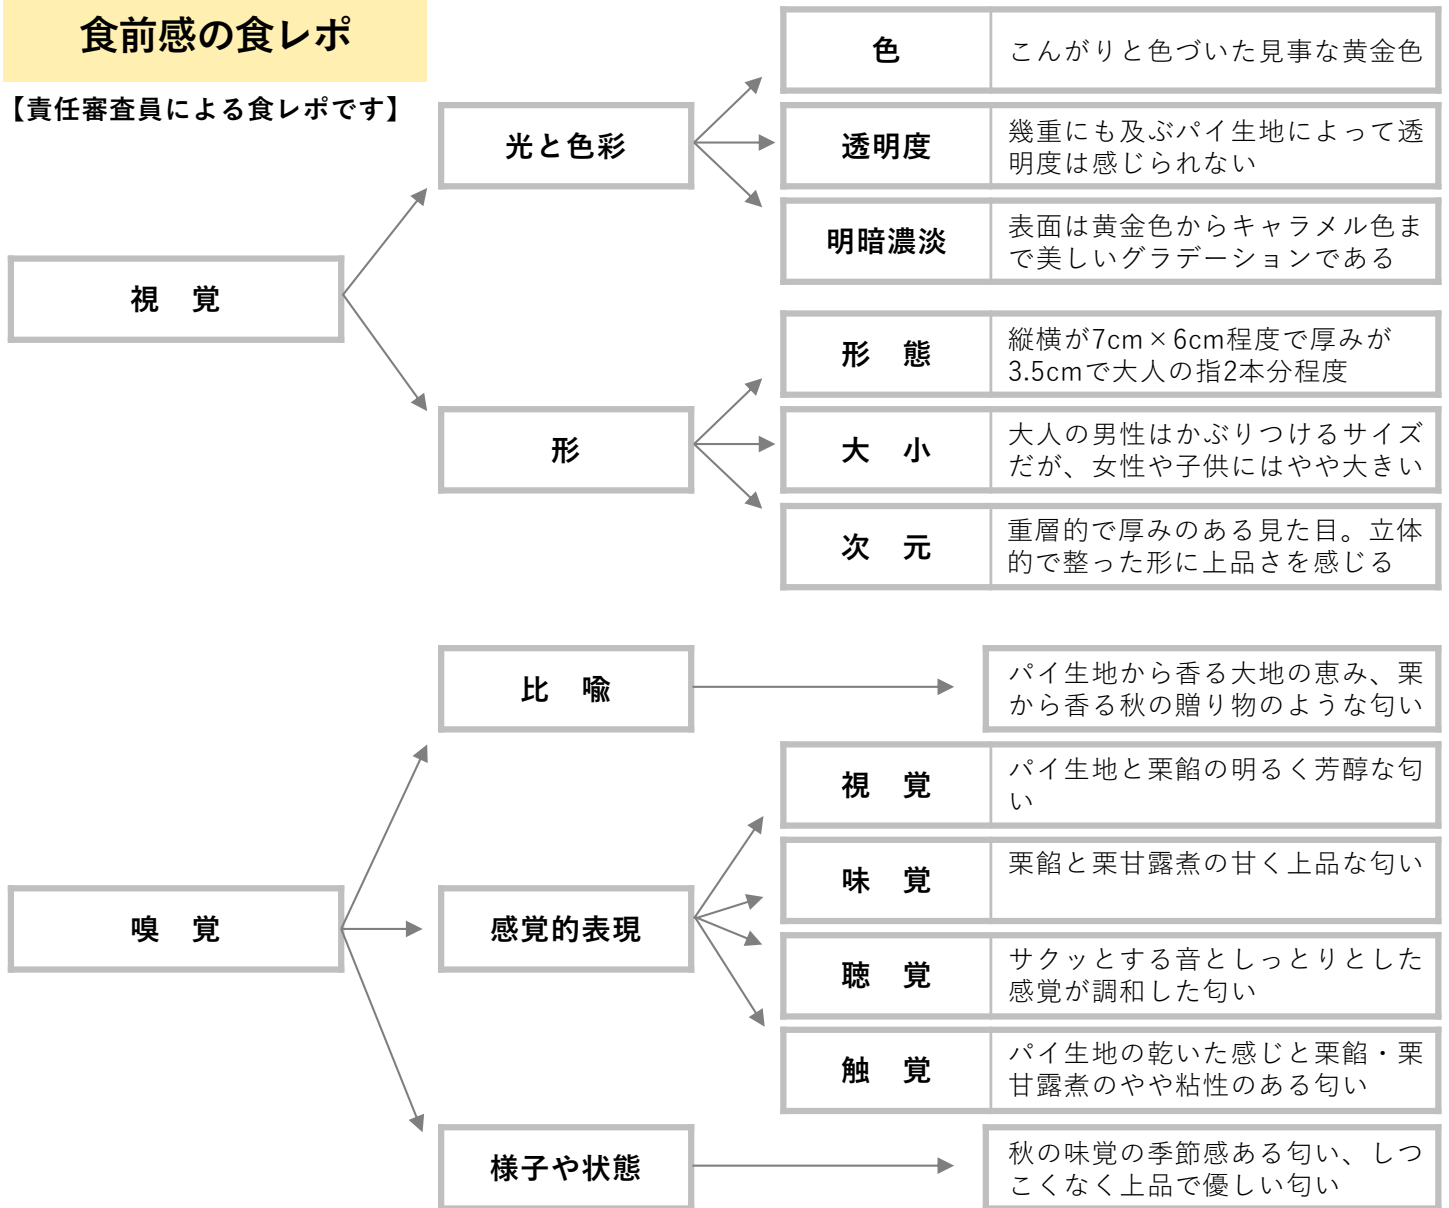 食前感の食レポ
【責任審査員による食レポです】
視　覚
光と色彩
色
こんがりと色づいた見事な黄金色
透明度
幾重にも及ぶパイ生地によって透
明度は感じられない
明暗濃淡
表面は黄金色からキャラメル色ま
で美しいグラデーションである
形
形　態
縦横が7cm×6cm程度で厚みが
3.5cmで大人の指2本分程度
大　小
大人の男性はかぶりつけるサイズ
だが、女性や子供にはやや大きい
次　元
重層的で厚みのある見た目。立体
的で整った形に上品さを感じる
嗅　覚
比　喩
パイ生地から香る大地の恵み、栗
から香る秋の贈り物のような匂い
感覚的表現
視　覚
パイ生地と栗餡の明るく芳醇な匂
い
味　覚
栗餡と栗甘露煮の甘く上品な匂い
聴　覚
サクッとする音としっとりとした
感覚が調和した匂い
触　覚
パイ生地の乾いた感じと栗餡・栗
甘露煮のやや粘性のある匂い
様子や状態
秋の味覚の季節感ある匂い、しつ
こくなく上品で優しい匂い